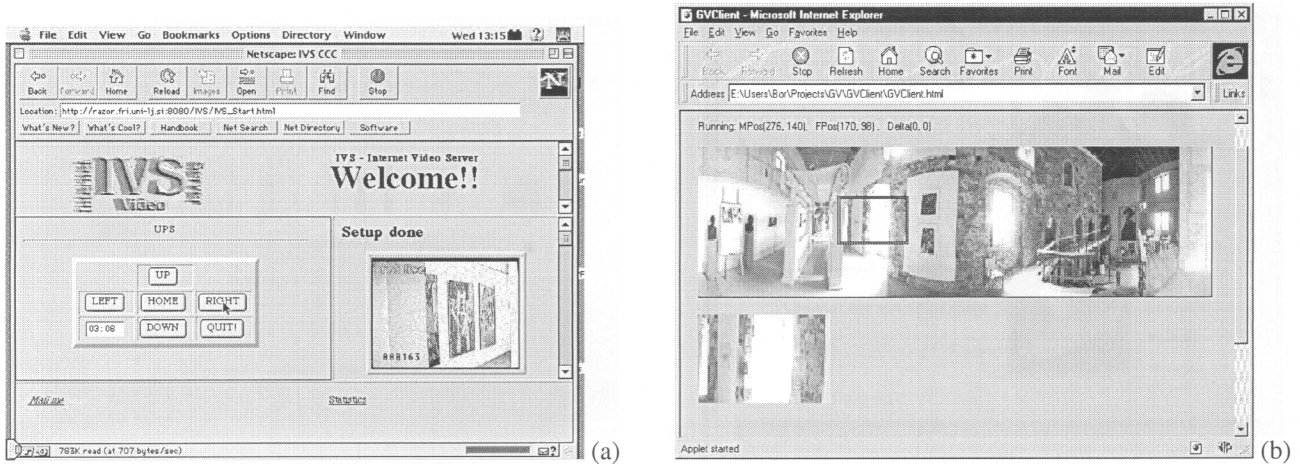 File Edit View Go Bookmarks Options Directory Window Wed 13:15
Netscape: IVS CCC
Back Forward Home Reload Images Open Print Find Stop
Location: http://razor.fri.uni-lj.si:8080/IVS/IVS_Start.html
What's New? What's Cool? Handbook Net Search Net Directory Software
IVS
Video
IVS - Internet Video Server
Welcome!!
UPS
UP
LEFT HOME RIGHT
03:08 DOWN QUIT!
Setup done
Mail me Statistics
783K read (at 707 bytes/sec)
(a)
GVClient - Microsoft Internet Explorer
File Edit View Go Favorites Help
Back Forward Stop Refresh Home Search Favorites Print Font Mail Edit
Address E:\Users\Bor\Projects\GV\GVClient\GVClient.html Links
Running: MPos(276, 140), FPos(170, 98), Delta(0, 0)
Applet started
(b)